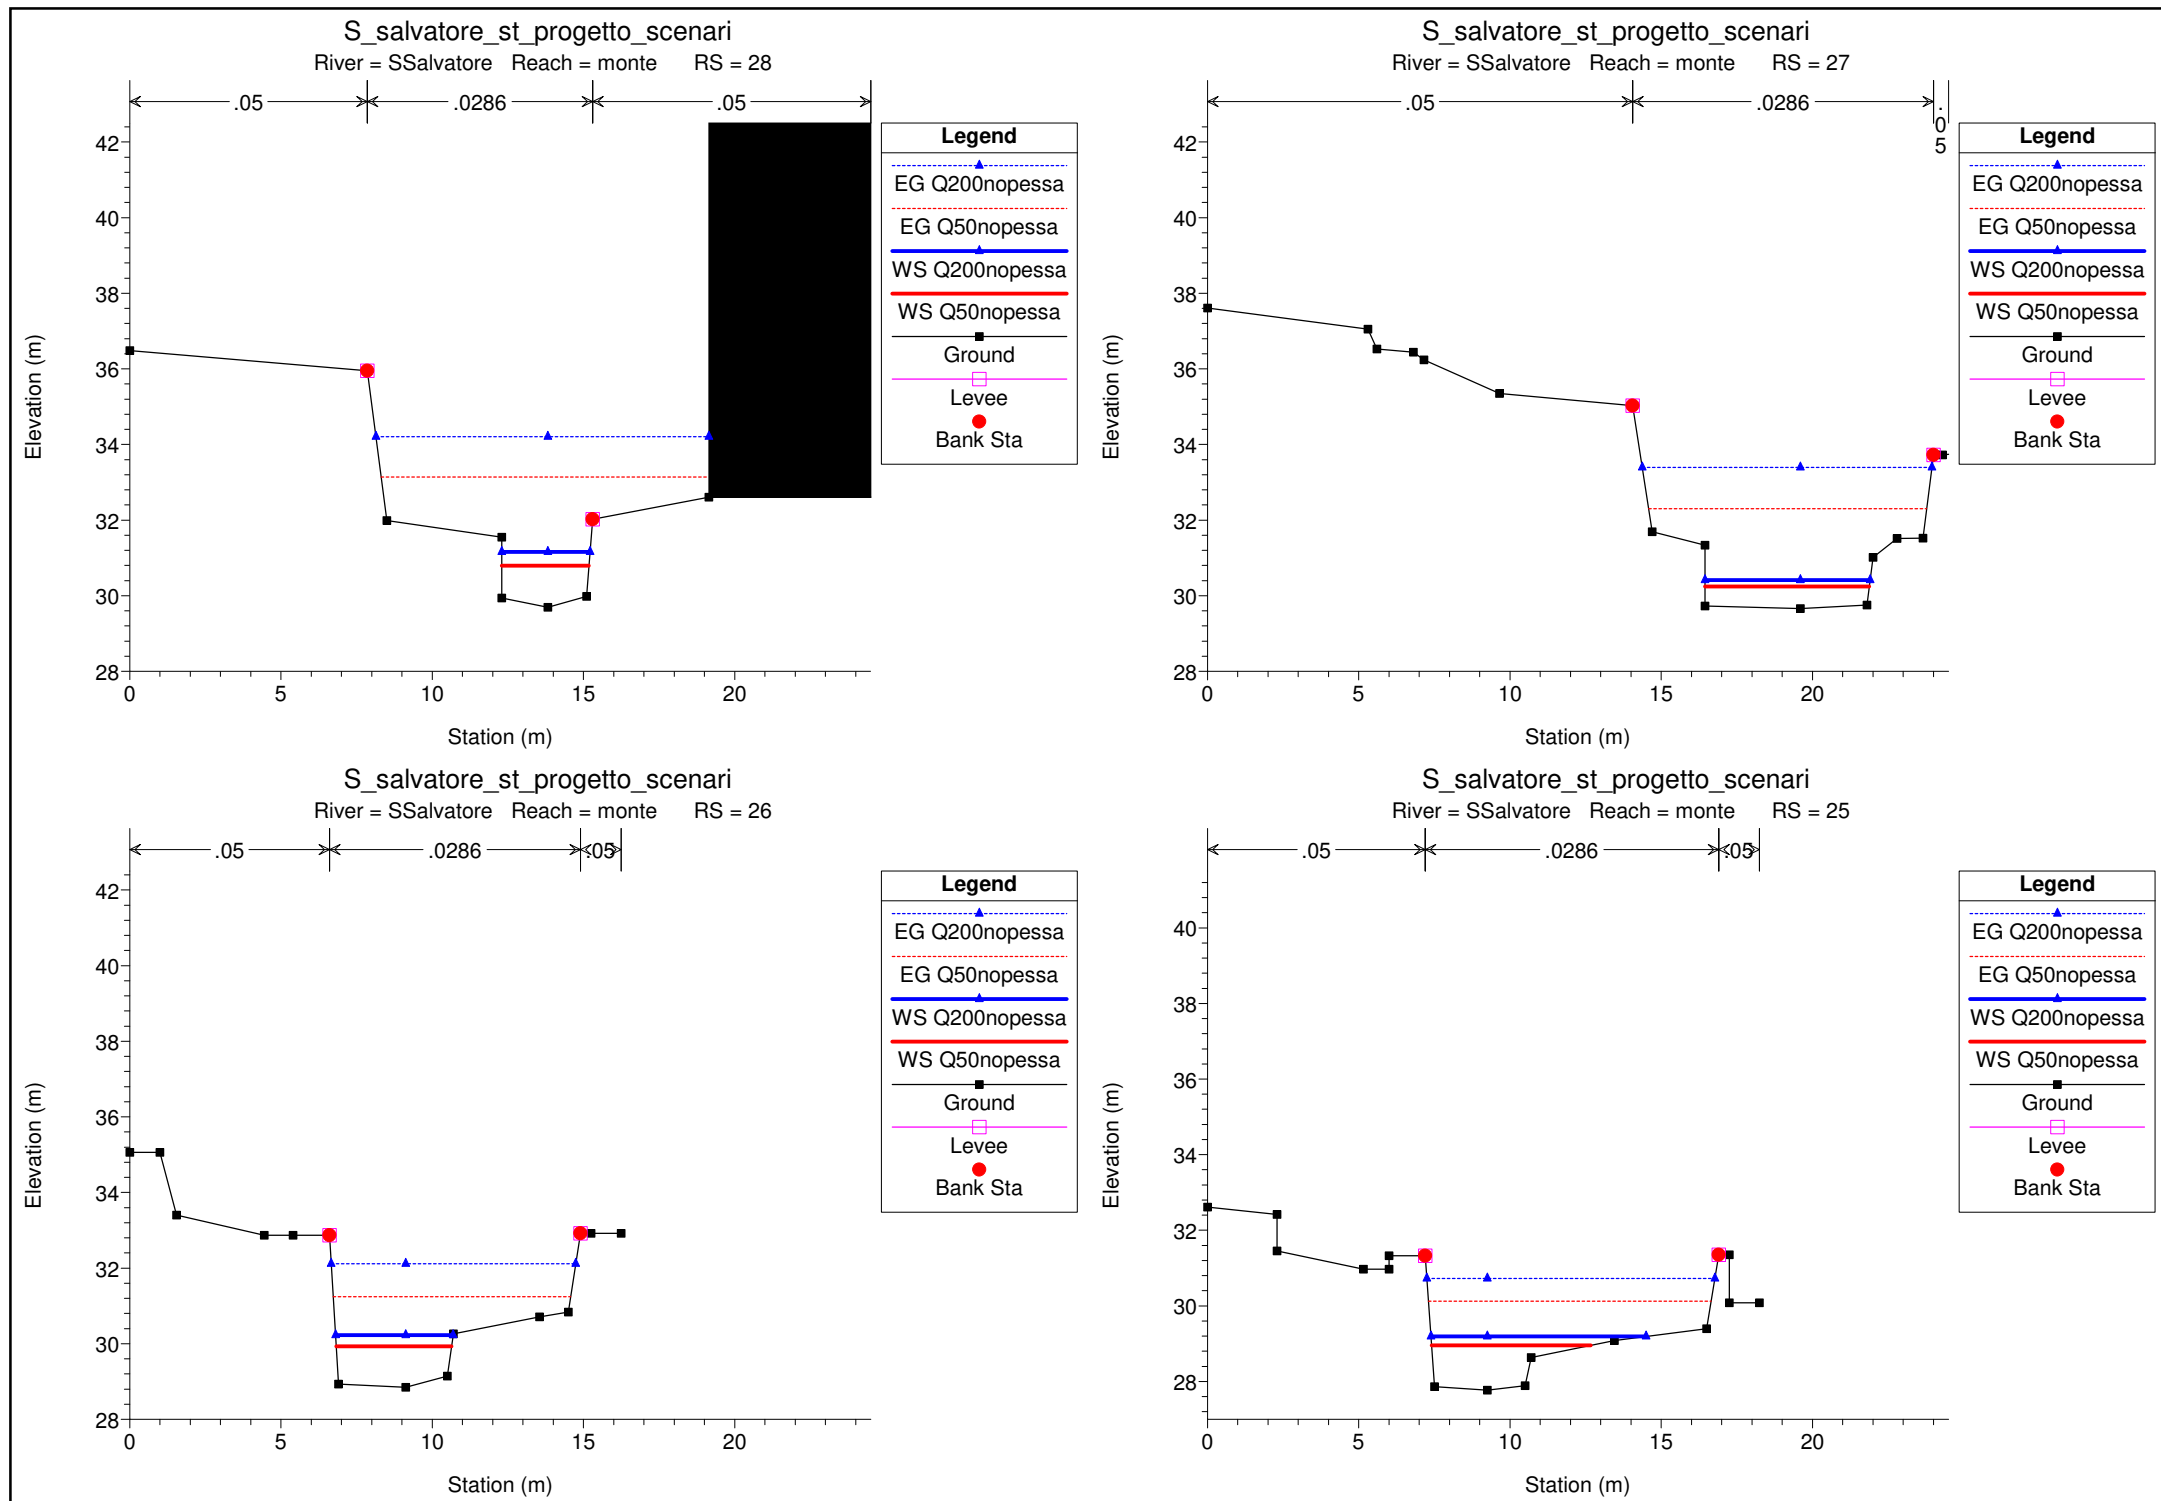 S_salvatore_st_progetto_scenari
River = SSalvatore Reach = monte RS = 28
.05 .0286 .05
42
40
38
36
34
32
30
28
0 5 10 15 20
Elevation (m)
Station (m)
Legend
EG Q200nopessa
EG Q50nopessa
WS Q200nopessa
WS Q50nopessa
Ground
Levee
Bank Sta
S_salvatore_st_progetto_scenari
River = SSalvatore Reach = monte RS = 27
.05 .0286 .05
42
40
38
36
34
32
30
28
0 5 10 15 20
Elevation (m)
Station (m)
Legend
EG Q200nopessa
EG Q50nopessa
WS Q200nopessa
WS Q50nopessa
Ground
Levee
Bank Sta
S_salvatore_st_progetto_scenari
River = SSalvatore Reach = monte RS = 26
.05 .0286 .05
42
40
38
36
34
32
30
28
0 5 10 15 20
Elevation (m)
Station (m)
Legend
EG Q200nopessa
EG Q50nopessa
WS Q200nopessa
WS Q50nopessa
Ground
Levee
Bank Sta
S_salvatore_st_progetto_scenari
River = SSalvatore Reach = monte RS = 25
.05 .0286 .05
40
38
36
34
32
30
28
0 5 10 15 20
Elevation (m)
Station (m)
Legend
EG Q200nopessa
EG Q50nopessa
WS Q200nopessa
WS Q50nopessa
Ground
Levee
Bank Sta